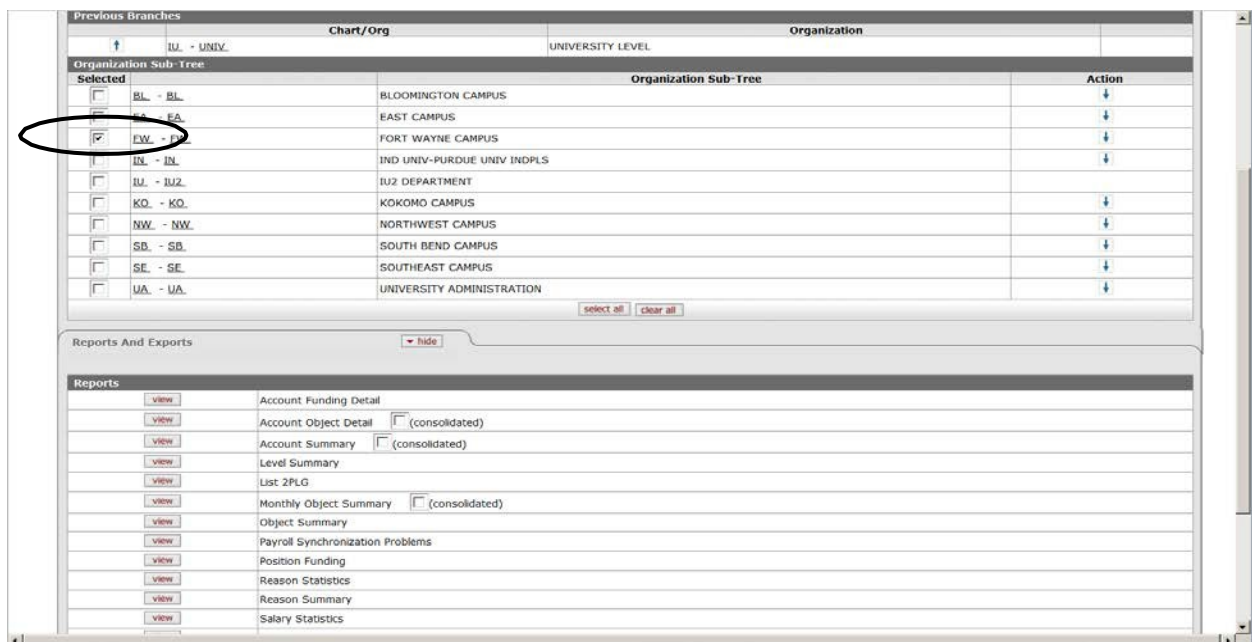 Previous Branches
Chart/Org Organization
IU - UNIV UNIVERSITY LEVEL
Organization Sub-Tree
Selected Organization Sub-Tree Action
BL - BL BLOOMINGTON CAMPUS
EA - EA EAST CAMPUS
FW - FW FORT WAYNE CAMPUS
IN - IN IND UNIV-PURDUE UNIV INDPLS
IU - IU2 IU2 DEPARTMENT
KO - KO KOKOMO CAMPUS
NW - NW NORTHWEST CAMPUS
SB - SB SOUTH BEND CAMPUS
SE - SE SOUTHEAST CAMPUS
UA - UA UNIVERSITY ADMINISTRATION
select all clear all
Reports And Exports hide
Reports
view Account Funding Detail
view Account Object Detail (consolidated)
view Account Summary (consolidated)
view Level Summary
view List 2PLG
view Monthly Object Summary (consolidated)
view Object Summary
view Payroll Synchronization Problems
view Position Funding
view Reason Statistics
view Reason Summary
view Salary Statistics